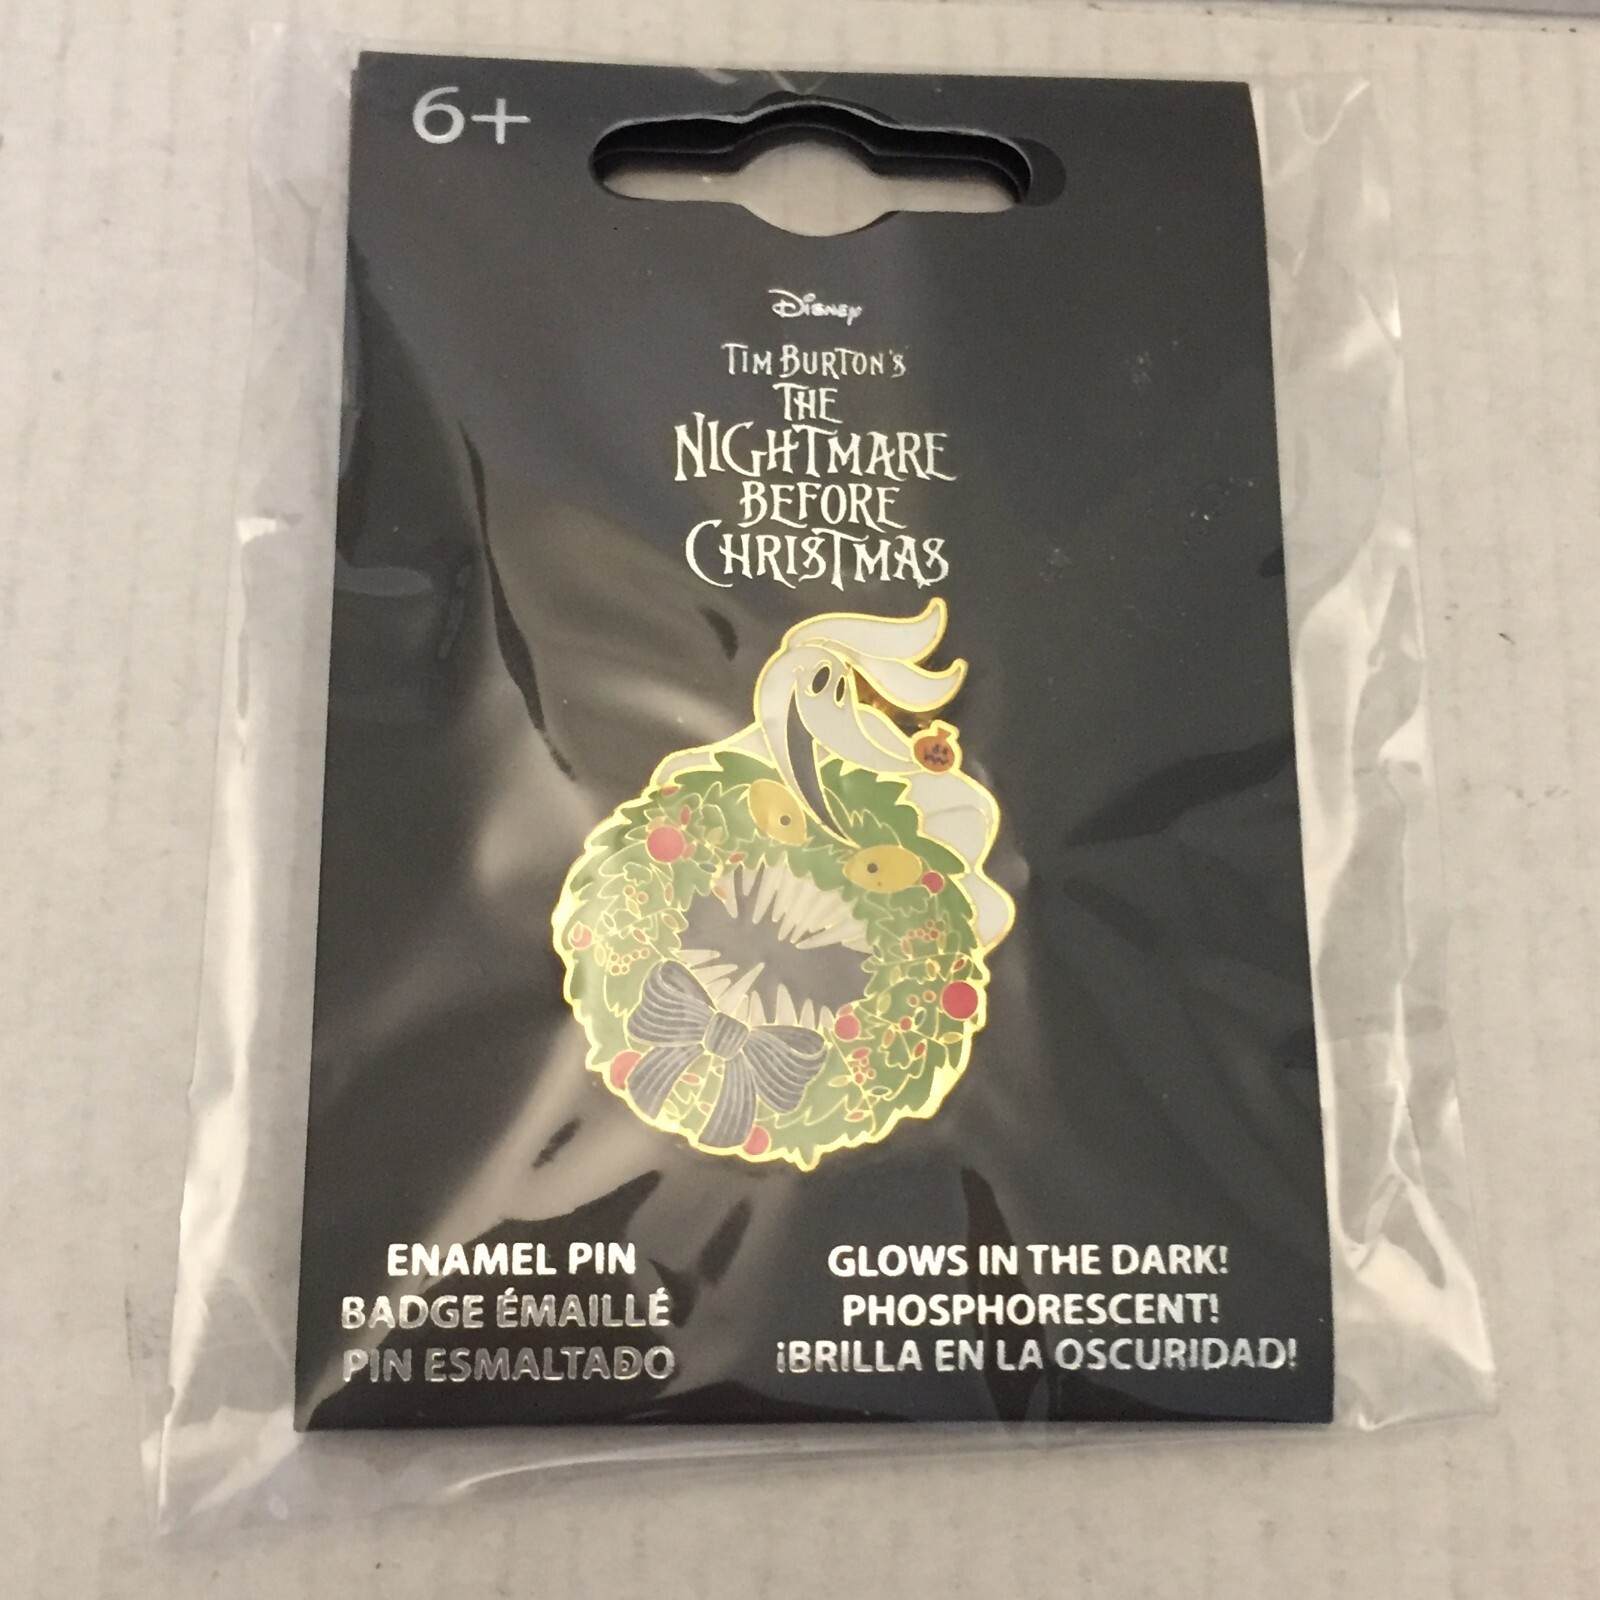 6+
Disney
TIM BURTON'S
THE
NIGHTMARE
BEFORE
CHRISTMAS
ENAMEL PIN
BADGE ÉMAILLÉ
PIN ESMALTADO
GLOWS IN THE DARK!
PHOSPHORESCENT!
¡BRILLA EN LA OSCURIDAD!